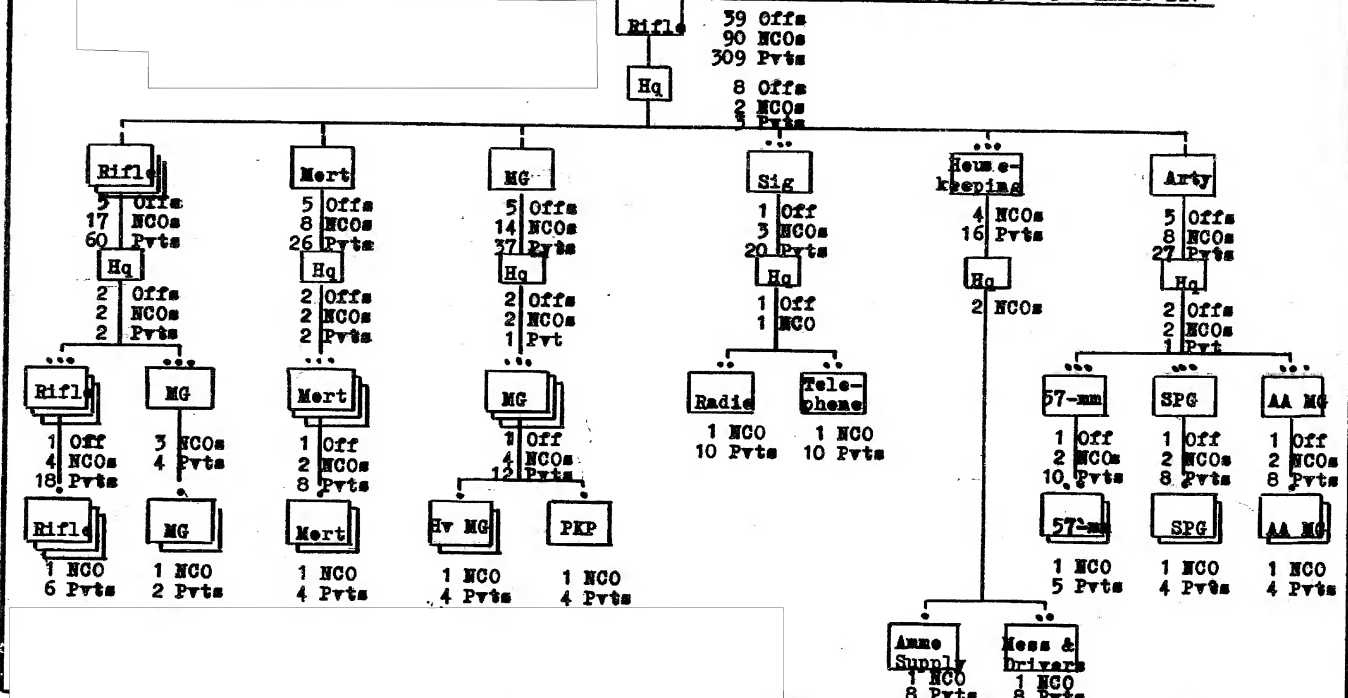 Rifle
39 Offs
90 NCOs
309 Pvts
Hq
8 Offs
2 NCOs
Pvts
Rifle
5 Offs
17 NCOs
60 Pvts
Hq
2 Offs
2 NCOs
2 Pvts
Rifle
1 Off
4 NCOs
18 Pvts
Rifle
1 NCO
6 Pvts
MG
3 NCOs
4 Pvts
MG
1 NCO
2 Pvts
Mort
5 Offs
8 NCOs
26 Pvts
Hq
2 Offs
2 NCOs
2 Pvts
Mort
1 Off
2 NCOs
8 Pvts
Mort
1 NCO
4 Pvts
MG
5 Offs
14 NCOs
37 Pvts
Hq
2 Offs
2 NCOs
1 Pvt
MG
1 Off
4 NCOs
12 Pvts
Hv MG
1 NCO
4 Pvts
PKP
1 NCO
4 Pvts
Sig
1 Off
3 NCOs
20 Pvts
Hq
1 Off
1 NCO
Radio
1 NCO
10 Pvts
Tele-
phone
1 NCO
10 Pvts
House-
keeping
4 NCOs
16 Pvts
Hq
2 NCOs
Ammo
Supply
1 NCO
8 Pvts
Mess &
Drivers
1 NCO
8 Pvts
Arty
5 Offs
8 NCOs
27 Pvts
Hq
2 Offs
2 NCOs
1 Pvt
57-mm
1 Off
2 NCOs
10 Pvts
57-mm
1 NCO
5 Pvts
SPG
1 Off
2 NCOs
8 Pvts
SPG
1 NCO
4 Pvts
AA MG
1 Off
2 NCOs
8 Pvts
AA MG
1 NCO
4 Pvts